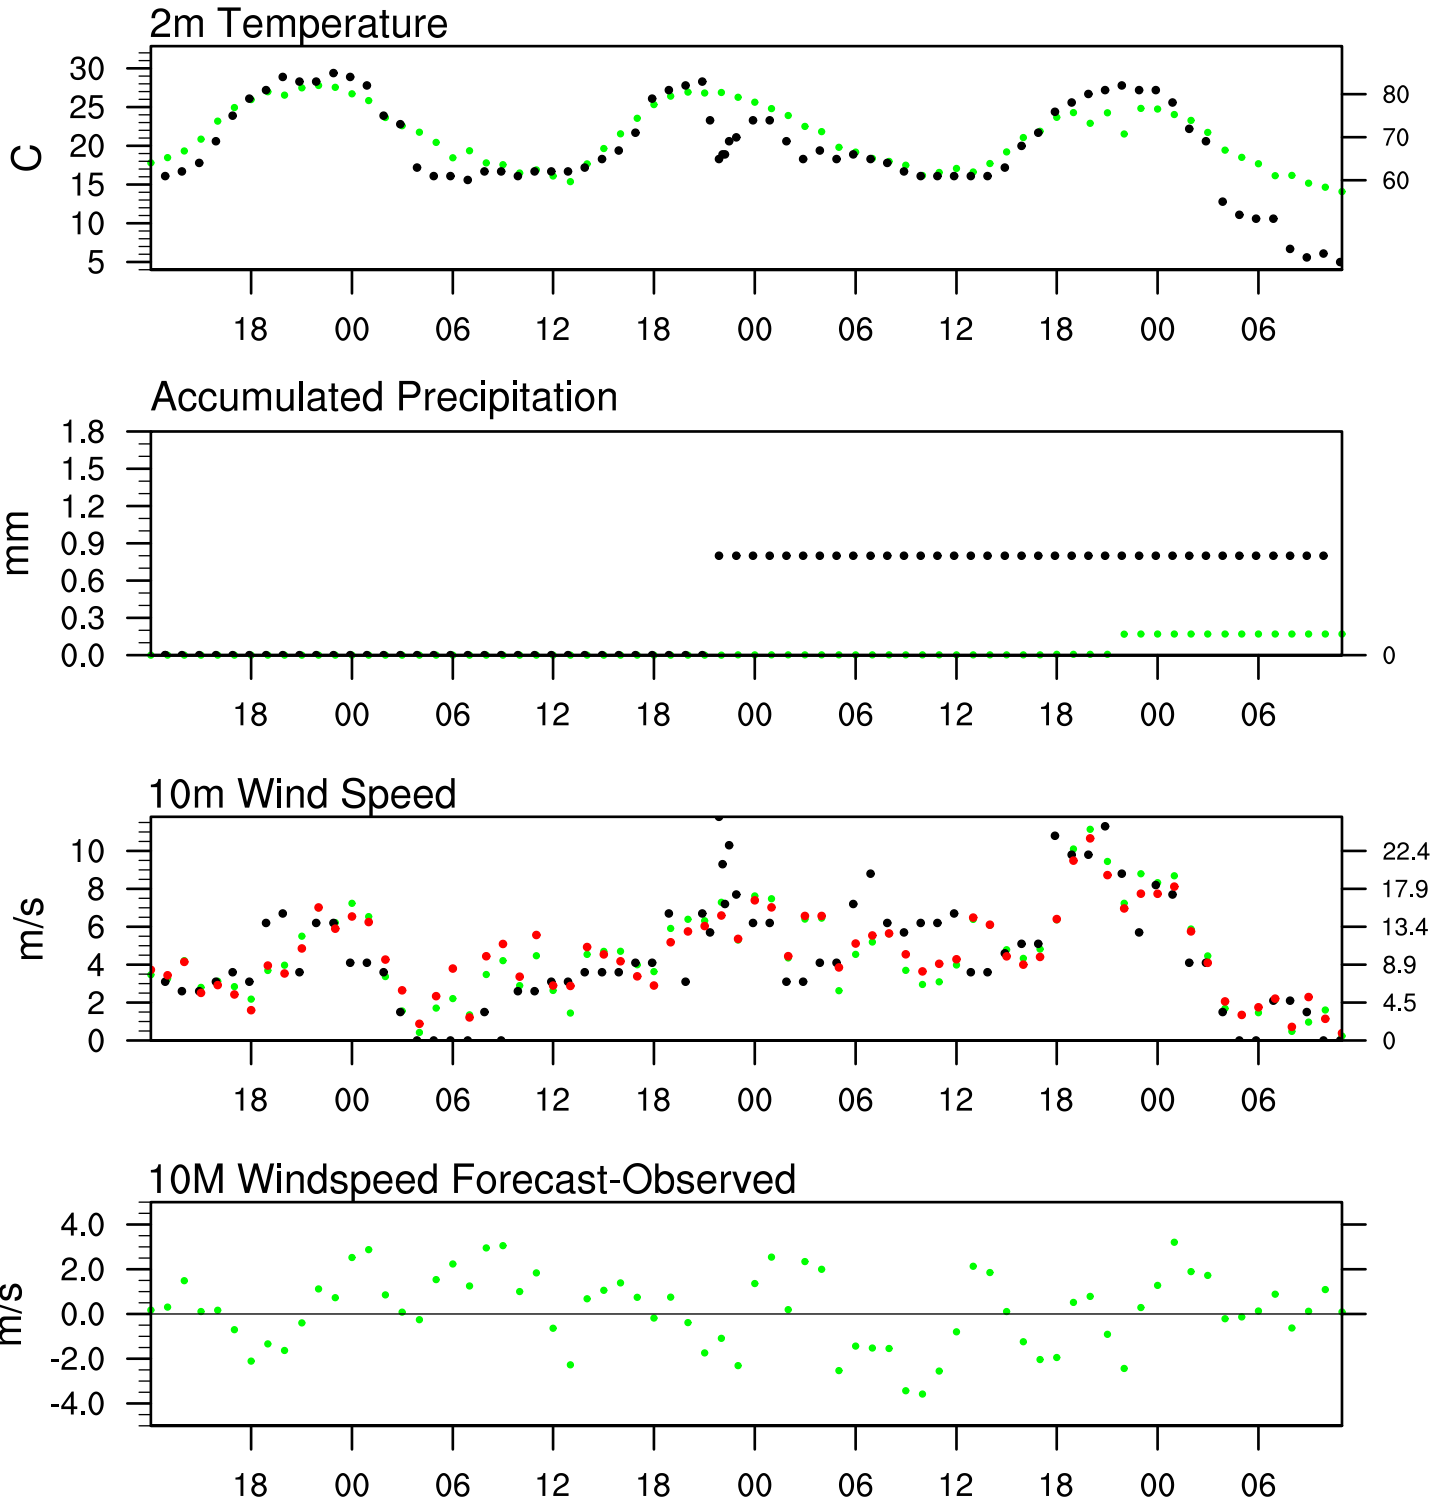 2m Temperature
30
25
20
15
10
5
C
80
70
60
18 00 06 12 18 00 06 12 18 00 06
Accumulated Precipitation
1.8
1.5
1.2
0.9
0.6
0.3
0.0
mm
0
18 00 06 12 18 00 06 12 18 00 06
10m Wind Speed
10
8
6
4
2
0
m/s
22.4
17.9
13.4
8.9
4.5
0
18 00 06 12 18 00 06 12 18 00 06
10M Windspeed Forecast-Observed
4.0
2.0
0.0
-2.0
-4.0
m/s
18 00 06 12 18 00 06 12 18 00 06